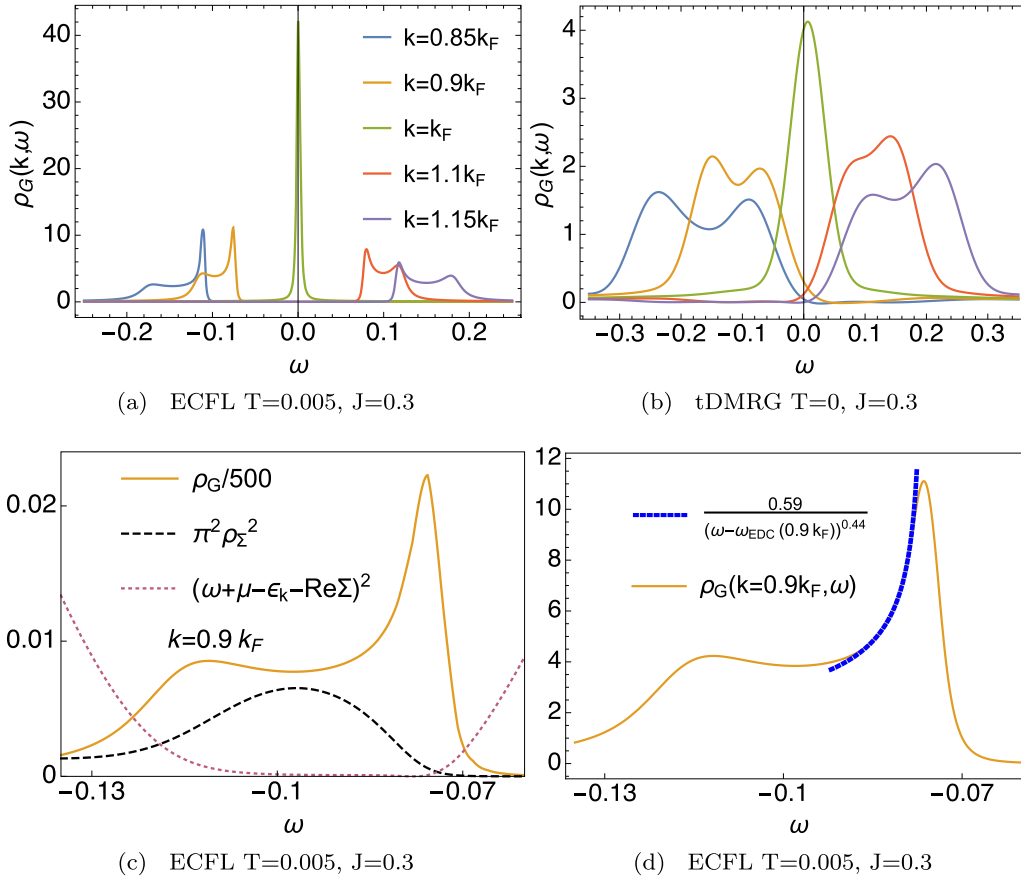 ρG(k,ω)
40
30
20
10
0
k=0.85kF
k=0.9kF
k=kF
k=1.1kF
k=1.15kF
-0.2 -0.1 0.0 0.1 0.2
ω
(a) ECFL T=0.005, J=0.3
ρG(k,ω)
4
3
2
1
0
-0.3 -0.2 -0.1 0.0 0.1 0.2 0.3
ω
(b) tDMRG T=0, J=0.3
0.02
0.01
0
ρG/500
π²ρΣ²
(ω+μ-ϵk-ReΣ)²
k=0.9 kF
-0.13 -0.1 -0.07
ω
(c) ECFL T=0.005, J=0.3
12
10
8
6
4
2
0
0.59
(ω-ωEDC (0.9 kF))^0.44
ρG(k=0.9kF,ω)
-0.13 -0.1 -0.07
ω
(d) ECFL T=0.005, J=0.3